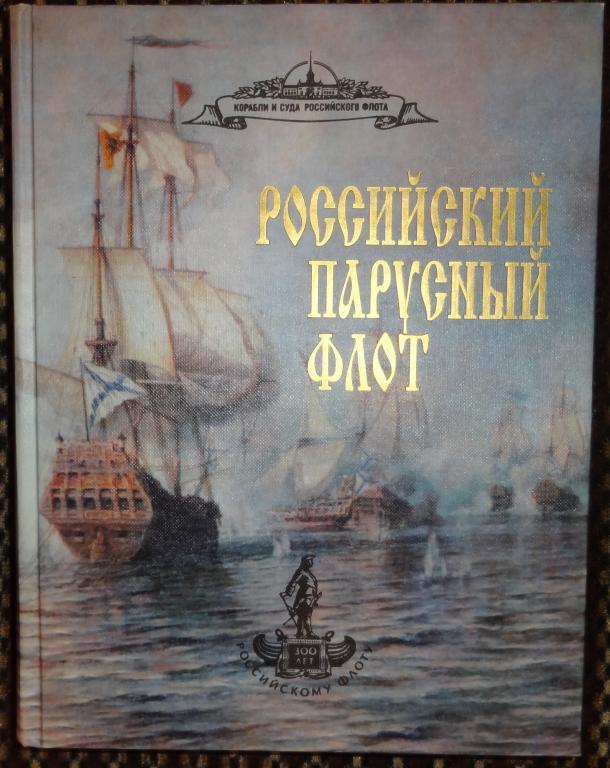 КОРАБЛИ И СУДА РОССИЙСКОГО ФЛОТА
РОССИЙСКИЙ
ПАРУСНЫЙ
ФЛОТ
300
ЛЕТ
РОССИЙСКОМУ ФЛОТУ